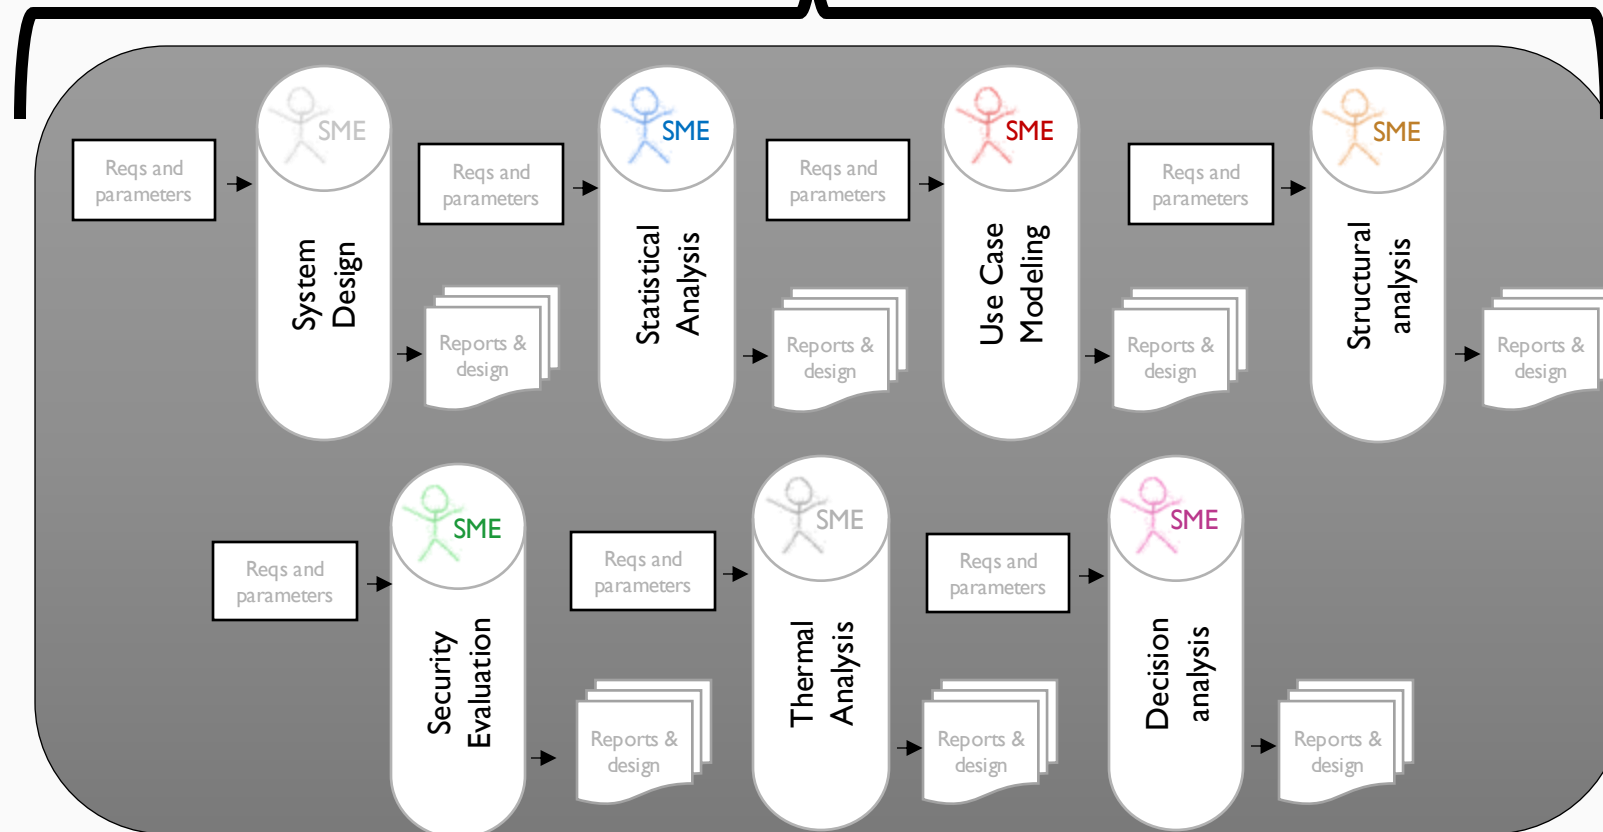 SME
Reqs and
parameters
System
Design
Reports &
design
SME
Reqs and
parameters
Statistical
Analysis
Reports &
design
SME
Reqs and
parameters
Use Case
Modeling
Reports &
design
SME
Reqs and
parameters
Structural
analysis
Reports &
design
SME
Reqs and
parameters
Security
Evaluation
Reports &
design
SME
Reqs and
parameters
Thermal
Analysis
Reports &
design
SME
Reqs and
parameters
Decision
analysis
Reports &
design